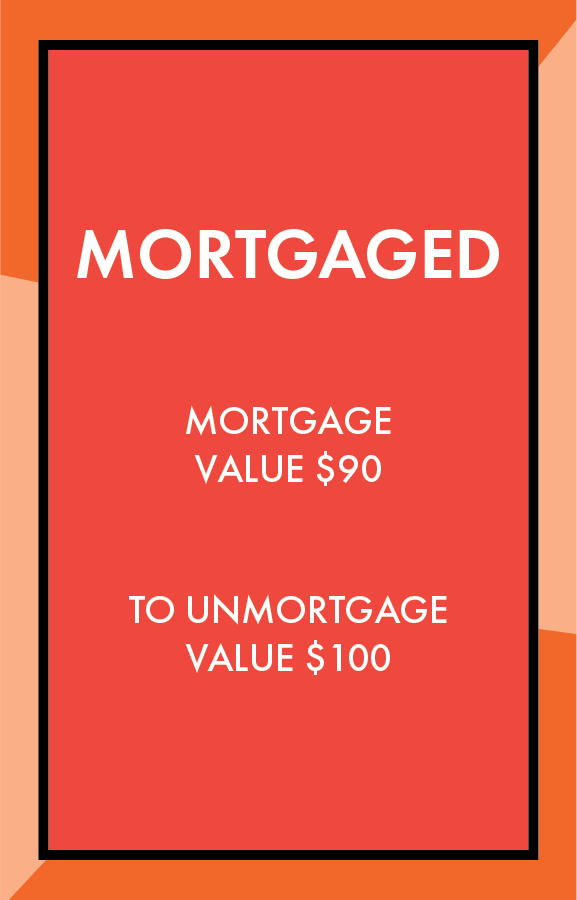 MORTGAGED
MORTGAGE
VALUE $90
TO UNMORTGAGE
VALUE $100